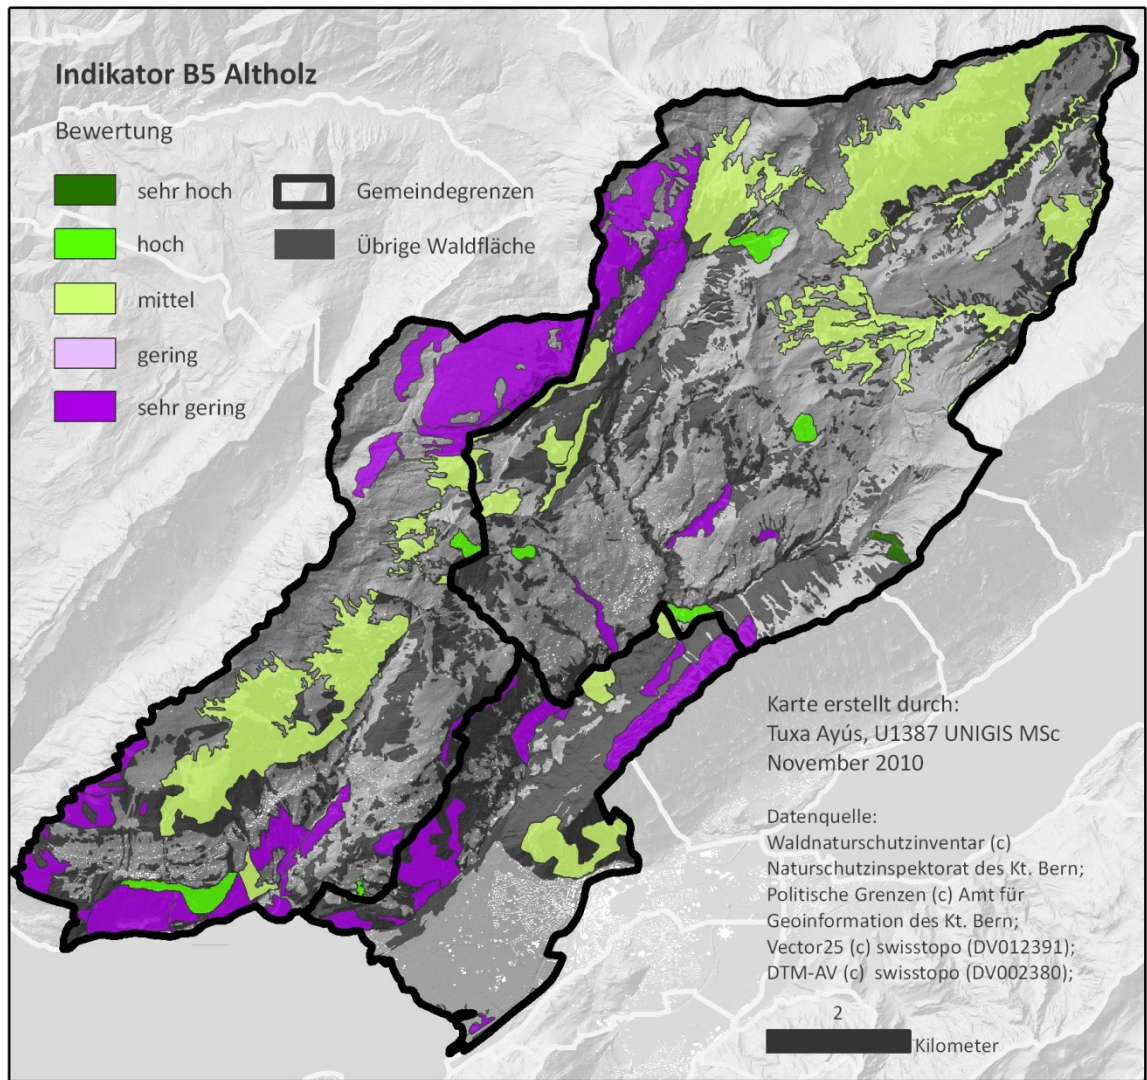 Indikator B5 Altholz
Bewertung
sehr hoch
hoch
mittel
gering
sehr gering
Gemeindegrenzen
Übrige Waldfläche
Karte erstellt durch:
Tuxa Ayús, U1387 UNIGIS MSc
November 2010
Datenquelle:
Waldnaturschutzinventar (c)
Naturschutzinspektorat des Kt. Bern;
Politische Grenzen (c) Amt für
Geoinformation des Kt. Bern;
Vector25 (c) swisstopo (DV012391);
DTM-AV (c) swisstopo (DV002380);
2
Kilometer